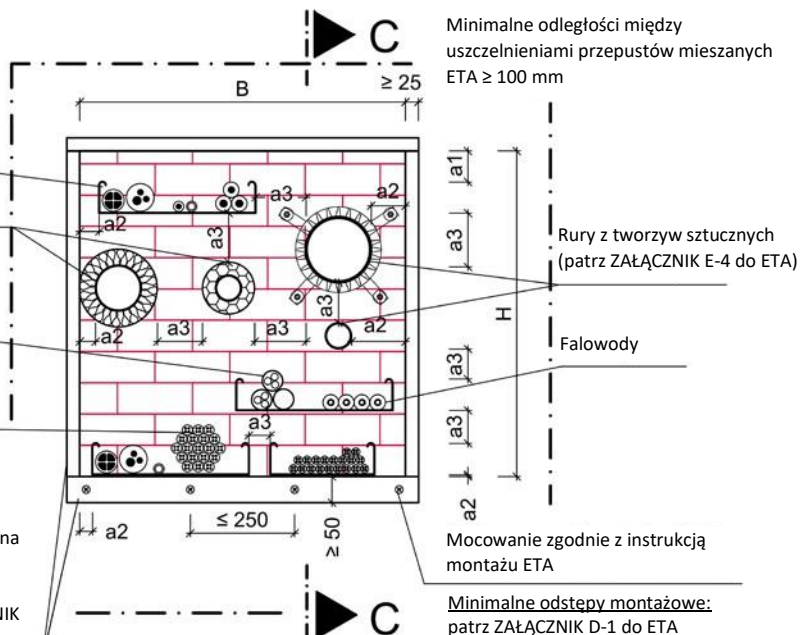 C
Minimalne odległości między
uszczelnieniami przepustów mieszanych
ETA ≥ 100 mm
B
≥ 25
a1
a3
a2
a2
a3
a3
Rury z tworzyw sztucznych
(patrz ZAŁĄCZNIK E-4 do ETA)
a3
H
a2
a3
a3
a2
Falowody
a3
a3
a3
a2
na
a2
≤ 250
≥ 50
Mocowanie zgodnie z instrukcją
montażu ETA
NIK
C
Minimalne odstępy montażowe:
patrz ZAŁĄCZNIK D-1 do ETA